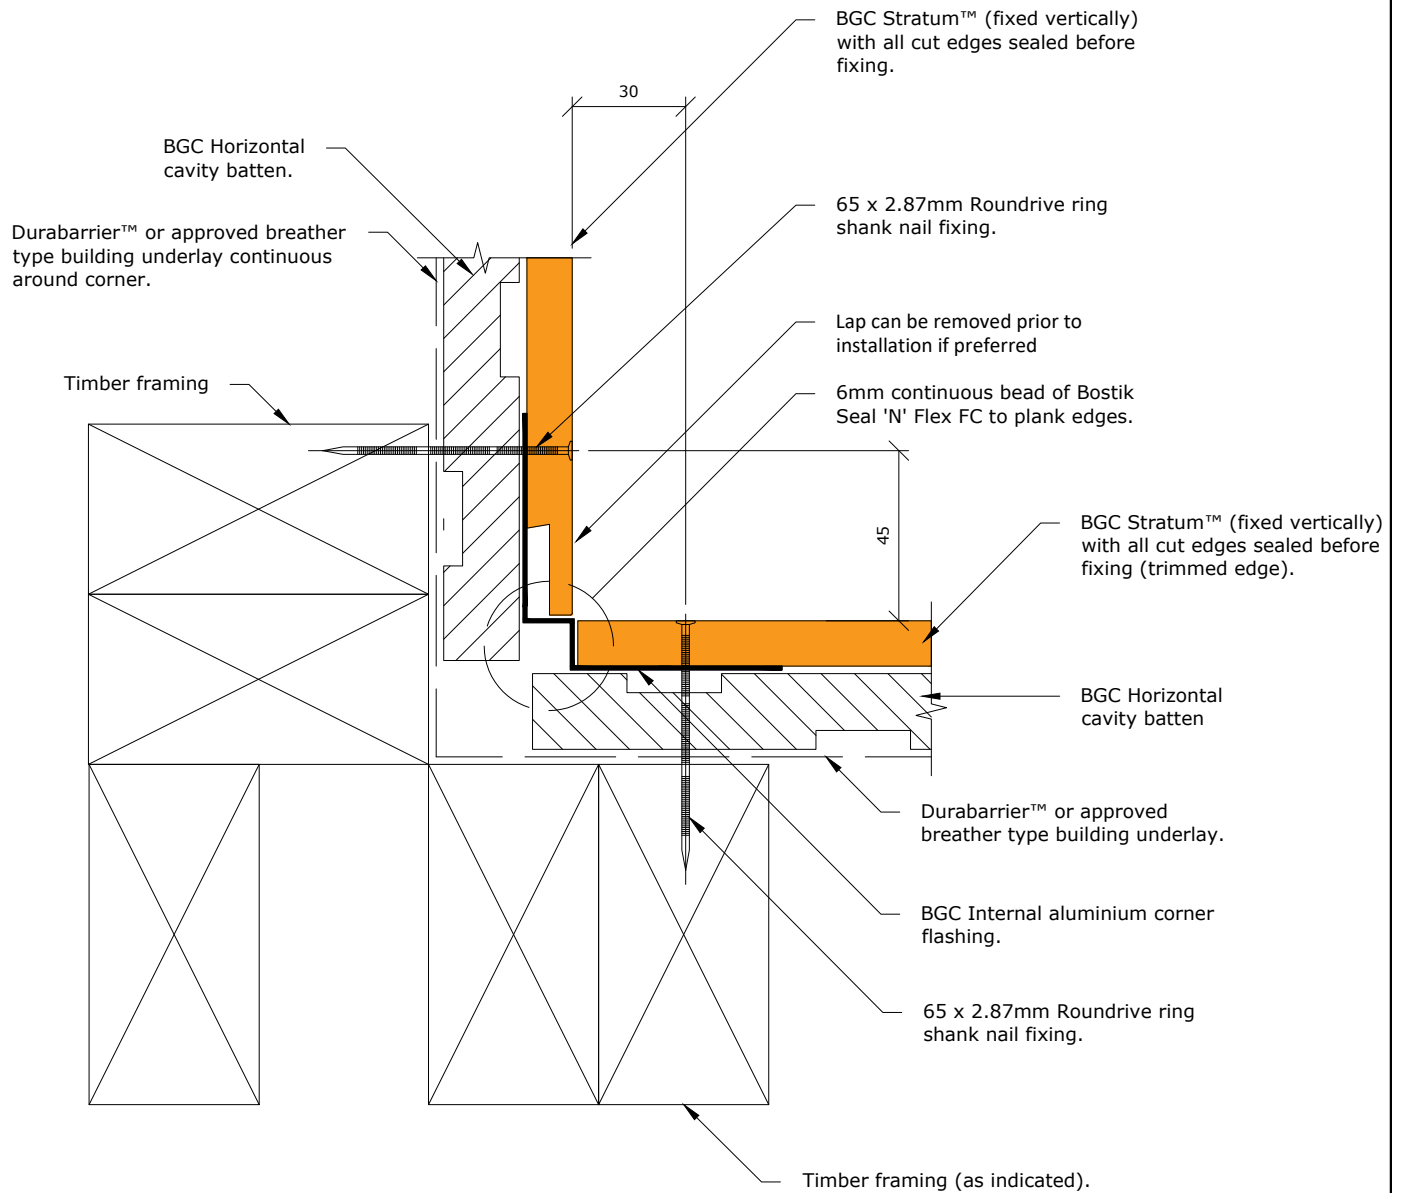 BGC Stratum™ (fixed vertically)
with all cut edges sealed before
fixing.
30
BGC Horizontal
cavity batten.
65 x 2.87mm Roundrive ring
shank nail fixing.
Durabarrier™ or approved breather
type building underlay continuous
around corner.
Lap can be removed prior to
installation if preferred
Timber framing
6mm continuous bead of Bostik
Seal 'N' Flex FC to plank edges.
45
BGC Stratum™ (fixed vertically)
with all cut edges sealed before
fixing (trimmed edge).
BGC Horizontal
cavity batten
Durabarrier™ or approved
breather type building underlay.
BGC Internal aluminium corner
flashing.
65 x 2.87mm Roundrive ring
shank nail fixing.
Timber framing (as indicated).